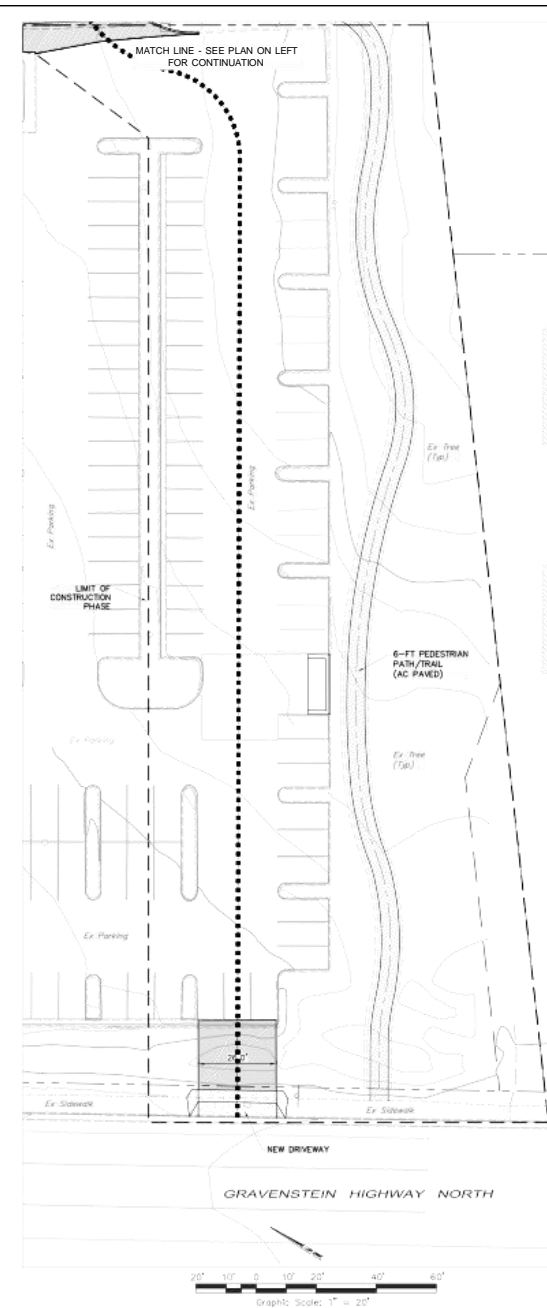 MATCH LINE - SEE PLAN ON LEFT
FOR CONTINUATION
Ex Tree
(Typ)
Ex Parking
Ex Parking
LIMIT OF
CONSTRUCTION
PHASE
6-FT PEDESTRIAN
PATH/TRAIL
(AC PAVED)
Ex Parking
Ex Tree
(Typ)
Ex Parking
26.0'
Ex Sidewalk
Ex Sidewalk
NEW DRIVEWAY
GRAVENSTEIN HIGHWAY NORTH
20' 10' 0 10' 20' 40' 60'
Graphic Scale: 1" = 20'